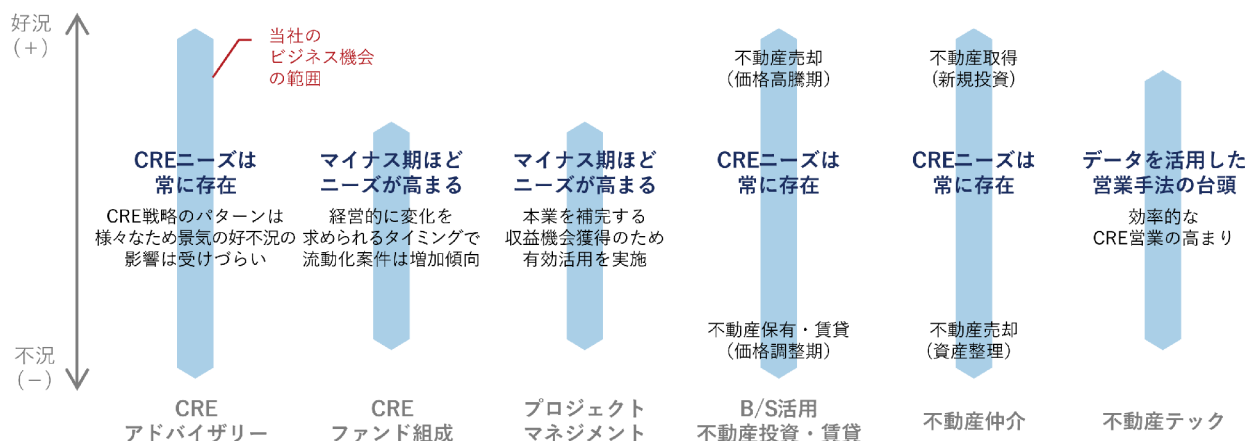 好況
(+)
不況
(−)
当社の
ビジネス機会
の範囲
CREニーズは
常に存在
CRE戦略のパターンは
様々なため景気の好不況の
影響は受けづらい
CRE
アドバイザリー
マイナス期ほど
ニーズが高まる
経営的に変化を
求められるタイミングで
流動化案件は増加傾向
CRE
ファンド組成
マイナス期ほど
ニーズが高まる
本業を補完する
収益機会獲得のため
有効活用を実施
プロジェクト
マネジメント
不動産売却
(価格高騰期)
CREニーズは
常に存在
不動産保有・賃貸
(価格調整期)
B/S活用
不動産投資・賃貸
不動産取得
(新規投資)
CREニーズは
常に存在
不動産売却
(資産整理)
不動産仲介
データを活用した
営業手法の台頭
効率的な
CRE営業の高まり
不動産テック